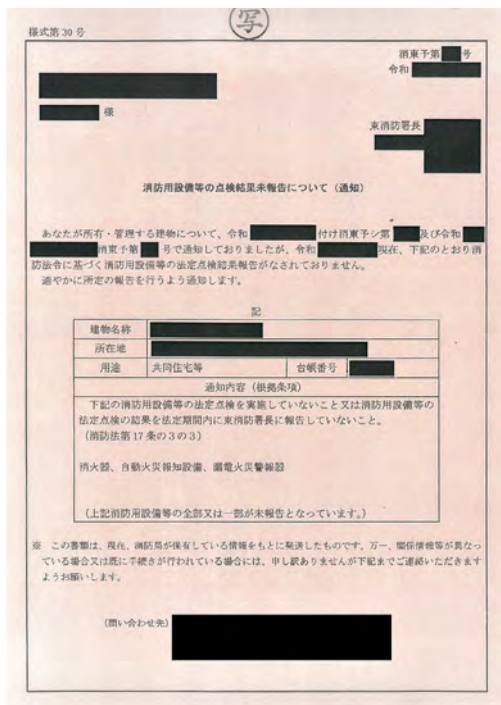 写
様式第30号
消東予第 号
令和
様
東消防署長
消防用設備等の点検結果未報告について(通知)
あなたが所有・管理する建物について、令和 付け消東予シ第 及び令和
消東予第 号で通知しておりましたが、令和 現在、下記のとおり消
防法令に基づく消防用設備等の法定点検結果報告がなされておりません。
速やかに所定の報告を行うよう通知します。
記
建物名称
所在地
用途 共同住宅等 台帳番号
通知内容(根拠条項)
下記の消防用設備等の法定点検を実施していないこと又は消防用設備等の
法定点検の結果を法定期間内に東消防署長に報告していないこと。
(消防法第17条の3の3)
消火器、自動火災報知設備、漏電火災警報器
(上記消防用設備等の全部又は一部が未報告となっています。)
※ この書類は、現在、消防局が保有している情報をもとに発送したものです。万一、関係情報等が異なっ
ている場合又は既に手続きが行われている場合には、申し訳ありませんが下記までご連絡いただきます
ようお願いします。
(問い合わせ先)